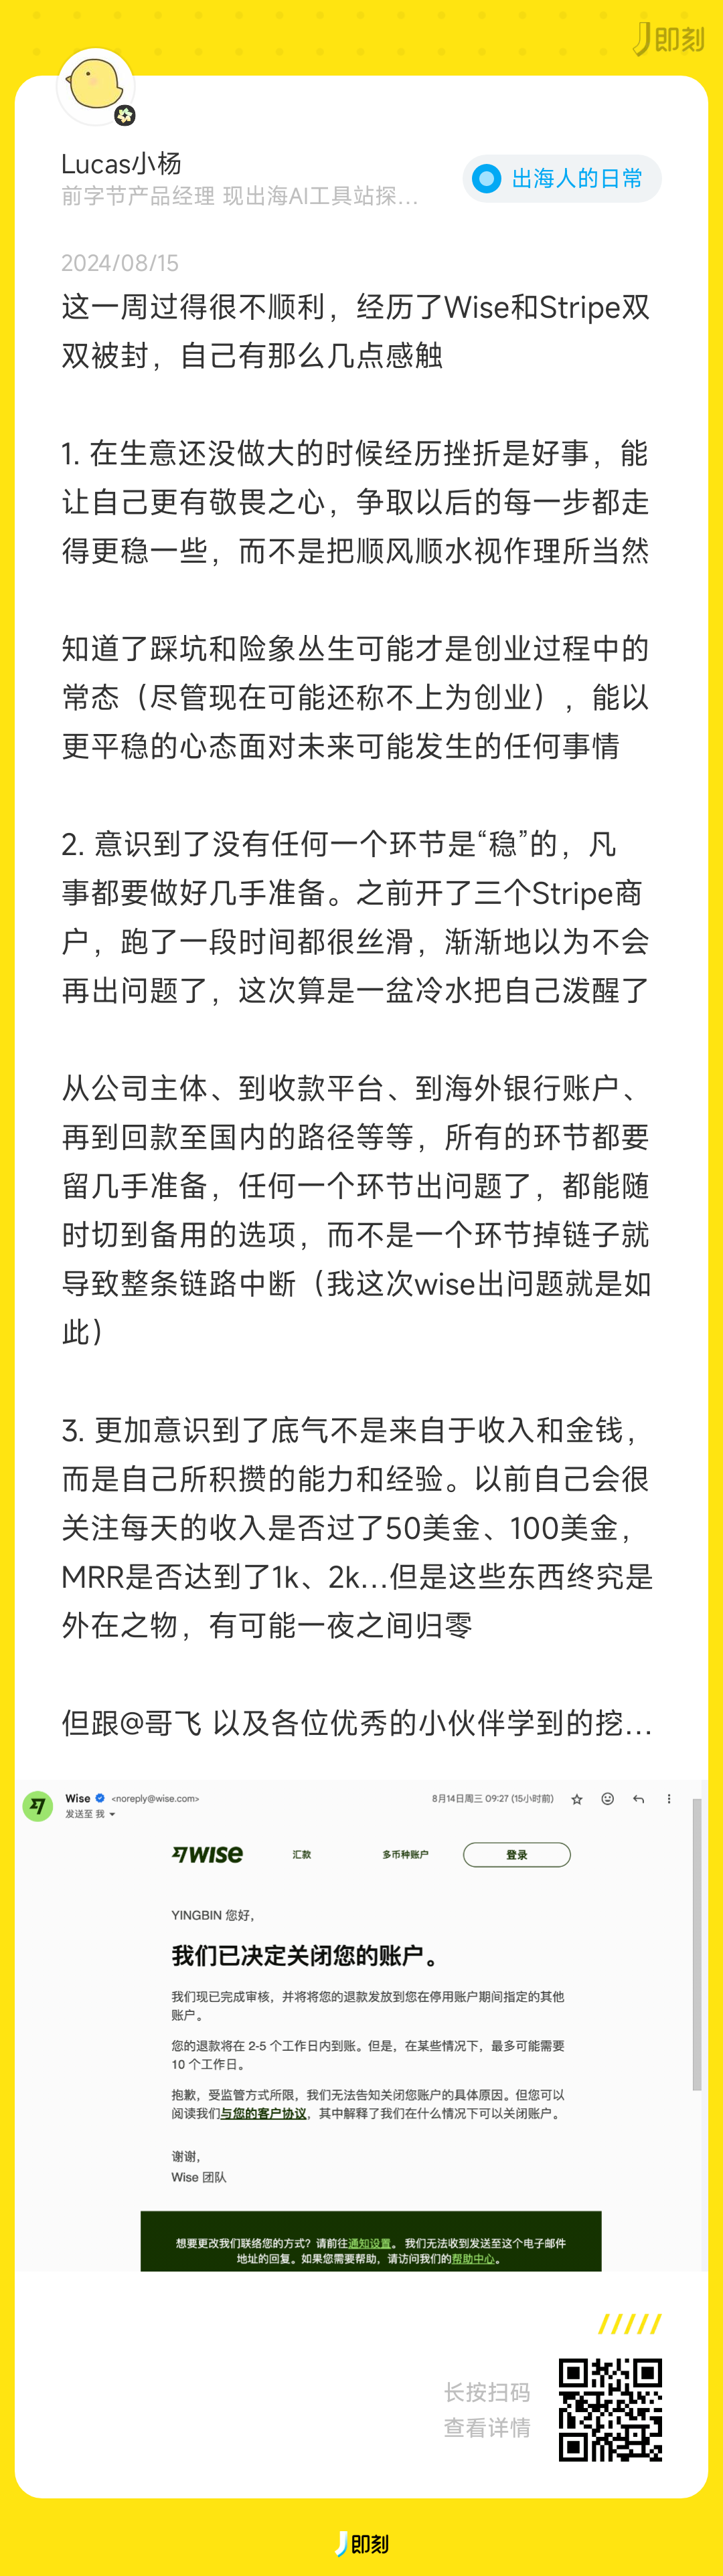 即刻
Lucas小杨
前字节产品经理 现出海AI工具站探...
出海人的日常
2024/08/15
这一周过得很不顺利，经历了Wise和Stripe双
双被封，自己有那么几点感触
1. 在生意还没做大的时候经历挫折是好事，能
让自己更有敬畏之心，争取以后的每一步都走
得更稳一些，而不是把顺风顺水视作理所当然
知道了踩坑和险象丛生可能才是创业过程中的
常态（尽管现在可能还称不上为创业），能以
更平稳的心态面对未来可能发生的任何事情
2. 意识到了没有任何一个环节是“稳”的，凡
事都要做好几手准备。之前开了三个Stripe商
户，跑了一段时间都很丝滑，渐渐地以为不会
再出问题了，这次算是一盆冷水把自己泼醒了
从公司主体、到收款平台、到海外银行账户、
再到回款至国内的路径等等，所有的环节都要
留几手准备，任何一个环节出问题了，都能随
时切到备用的选项，而不是一个环节掉链子就
导致整条链路中断（我这次wise出问题就是如
此）
3. 更加意识到了底气不是来自于收入和金钱，
而是自己所积攒的能力和经验。以前自己会很
关注每天的收入是否过了50美金、100美金，
MRR是否达到了1k、2k...但是这些东西终究是
外在之物，有可能一夜之间归零
但跟@哥飞 以及各位优秀的小伙伴学到的挖...
Wise <noreply@wise.com>
8月14日周三 09:27 (15小时前)
发送至 我
WISE
汇款
多币种账户
登录
YINGBIN 您好，
我们已决定关闭您的账户。
我们现已完成审核，并将将您的退款发放到您在停用账户期间指定的其他
账户。
您的退款将在 2-5 个工作日内到账。但是，在某些情况下，最多可能需要
10 个工作日。
抱歉，受监管方式所限，我们无法告知关闭您账户的具体原因。但您可以
阅读我们与您的客户协议，其中解释了我们在什么情况下可以关闭账户。
谢谢，
Wise 团队
想要更改我们联络您的方式？请前往通知设置。 我们无法收到发送至这个电子邮件
地址的回复。如果您需要帮助，请访问我们的帮助中心。
长按扫码
查看详情
即刻